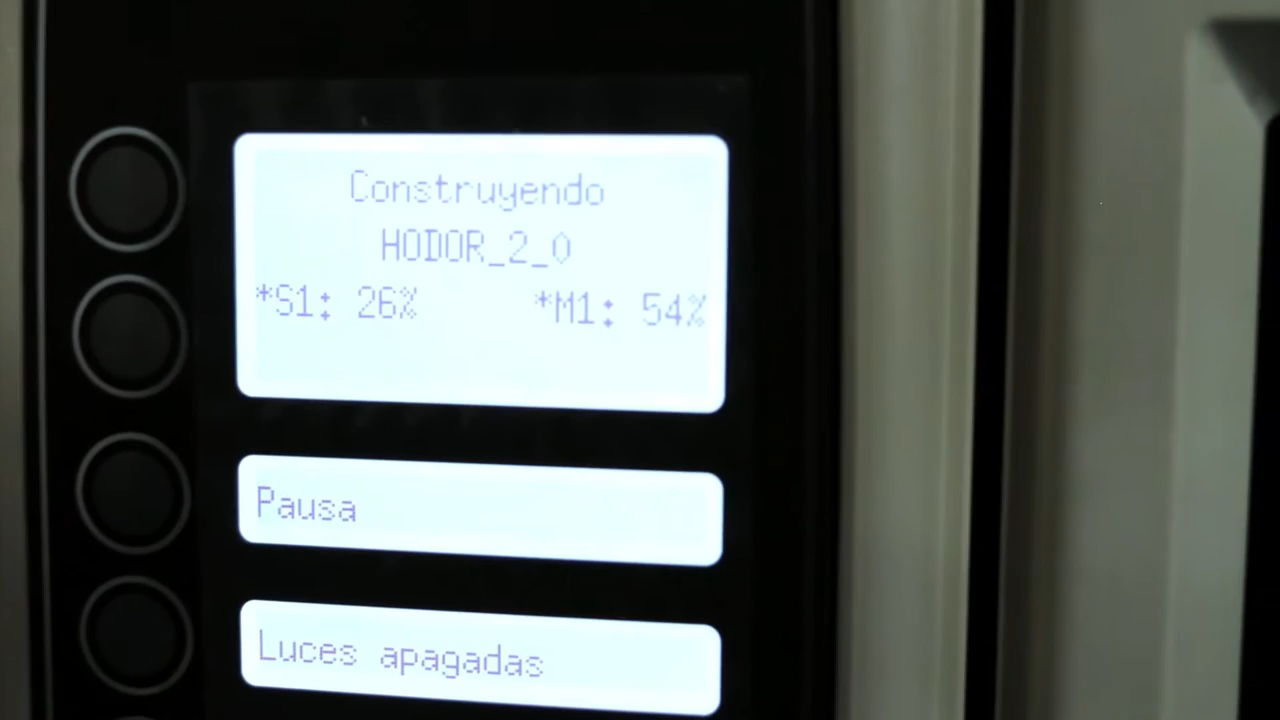 Construyendo
HODOR_2_0
*S1: 26% *M1: 54%
Pausa
Luces apagadas